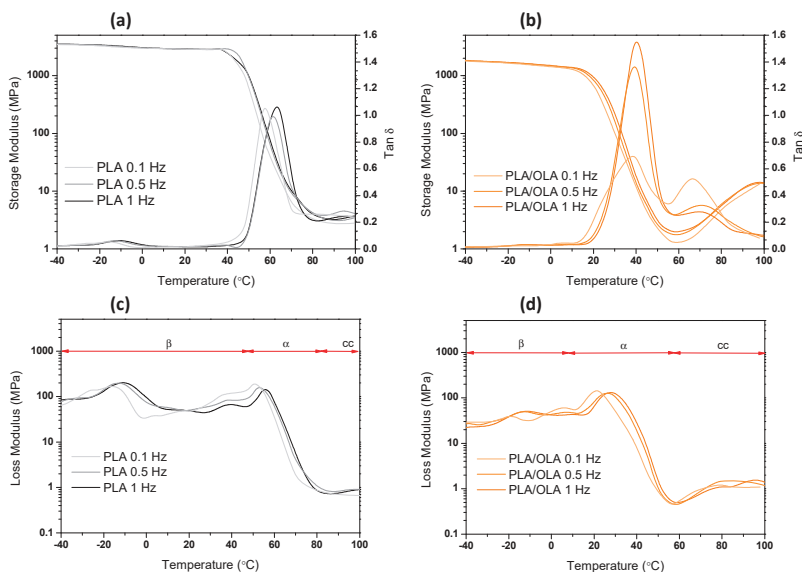 (a)
Storage Modulus (MPa)
1000
100
10
1
1.6
1.4
1.2
1.0
0.8
0.6
0.4
0.2
0.0
Tan δ
PLA 0.1 Hz
PLA 0.5 Hz
PLA 1 Hz
-40 -20 0 20 40 60 80 100
Temperature (°C)
(b)
Storage Modulus (MPa)
1000
100
10
1
1.6
1.4
1.2
1.0
0.8
0.6
0.4
0.2
0.0
Tan δ
PLA/OLA 0.1 Hz
PLA/OLA 0.5 Hz
PLA/OLA 1 Hz
-40 -20 0 20 40 60 80 100
Temperature (°C)
(c)
Loss Modulus (MPa)
1000
100
10
1
0.1
β α cc
PLA 0.1 Hz
PLA 0.5 Hz
PLA 1 Hz
-40 -20 0 20 40 60 80 100
Temperature (°C)
(d)
Loss Modulus (MPa)
1000
100
10
1
0.1
β α cc
PLA/OLA 0.1 Hz
PLA/OLA 0.5 Hz
PLA/OLA 1 Hz
-40 -20 0 20 40 60 80 100
Temperature (°C)